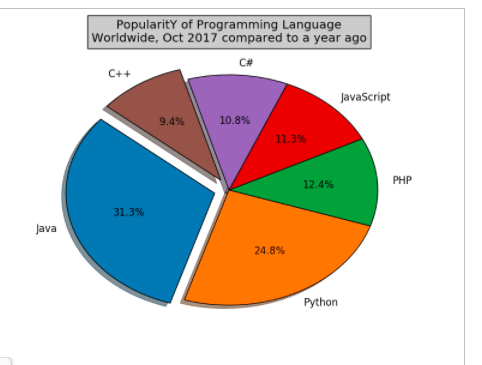 PopularitY of Programming Language
Worldwide, Oct 2017 compared to a year ago
C#
C++
JavaScript
9.4%
10.8%
11.3%
PHP
12.4%
31.3%
Java
24.8%
Python